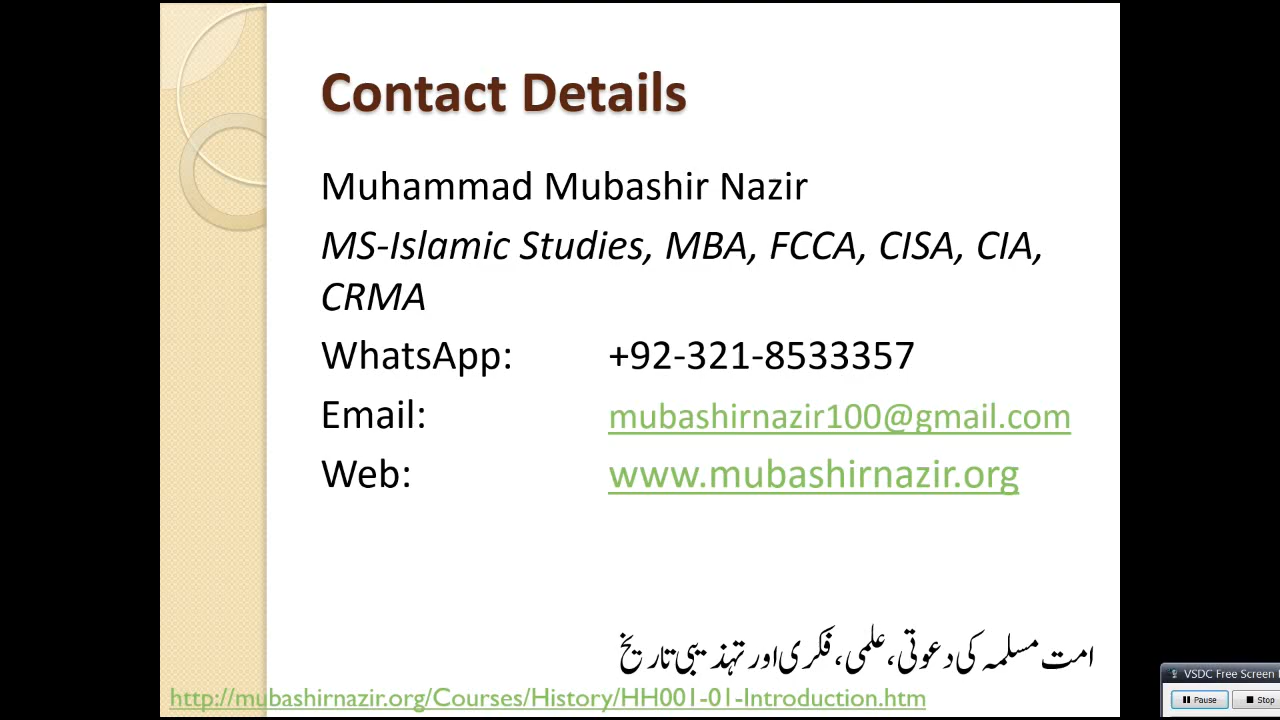 Contact Details
Muhammad Mubashir Nazir
MS-Islamic Studies, MBA, FCCA, CISA, CIA,
CRMA
WhatsApp: +92-321-8533357
Email: mubashirnazir100@gmail.com
Web: www.mubashirnazir.org
امت مسلمہ کی دعوتی، علمی، فکری اور تہذیبی تاریخ
http://mubashirnazir.org/Courses/History/HH001-01-Introduction.htm
VSDC Free Screen
Pause Stop